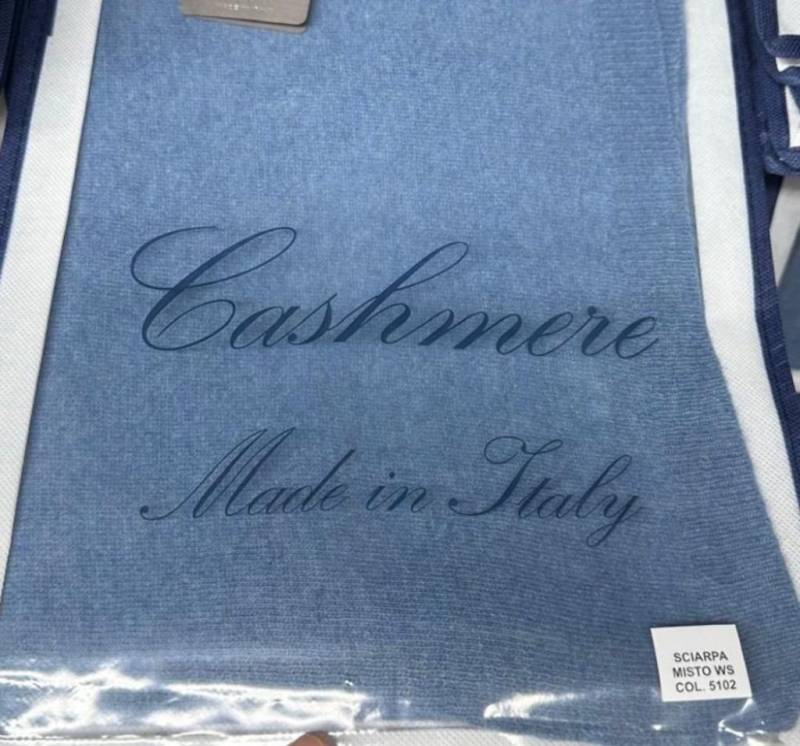 Cashmere
Made in Italy
SCIARPA
MISTO WS
COL. 5102